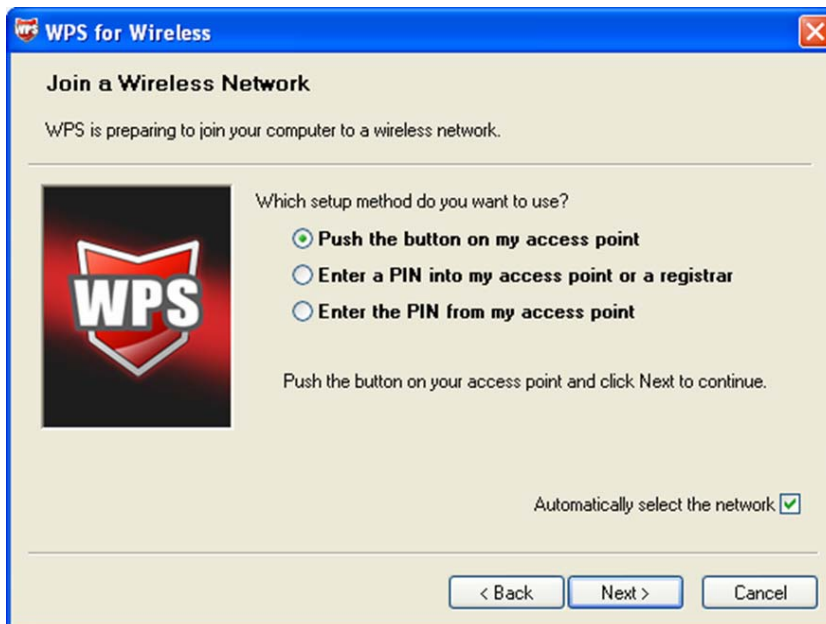 WPS for Wireless
Join a Wireless Network
WPS is preparing to join your computer to a wireless network.
Which setup method do you want to use?
Push the button on my access point
Enter a PIN into my access point or a registrar
Enter the PIN from my access point
WPS
Push the button on your access point and click Next to continue.
Automatically select the network
< Back
Next >
Cancel